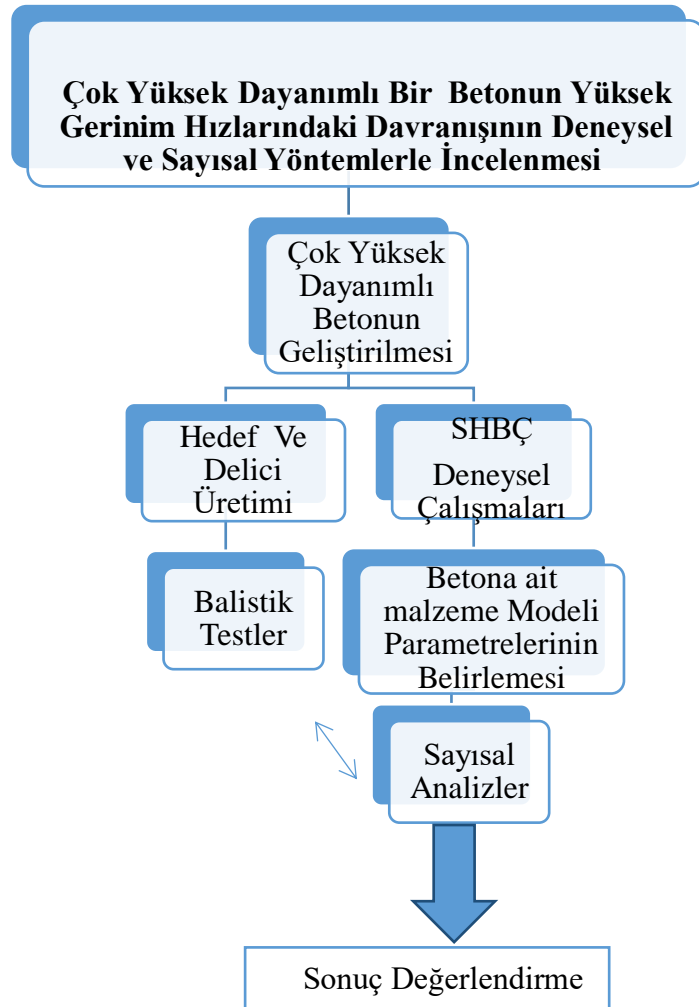 Çok Yüksek Dayanımlı Bir Betonun Yüksek
Gerinim Hızlarındaki Davranışının Deneysel
ve Sayısal Yöntemlerle İncelenmesi
Çok Yüksek
Dayanımlı
Betonun
Geliştirilmesi
Hedef Ve
Delici
Üretimi
SHBÇ
Deneysel
Çalışmaları
Balistik
Testler
Betona ait
malzeme Modeli
Parametrelerinin
Belirlemesi
Sayısal
Analizler
Sonuç Değerlendirme